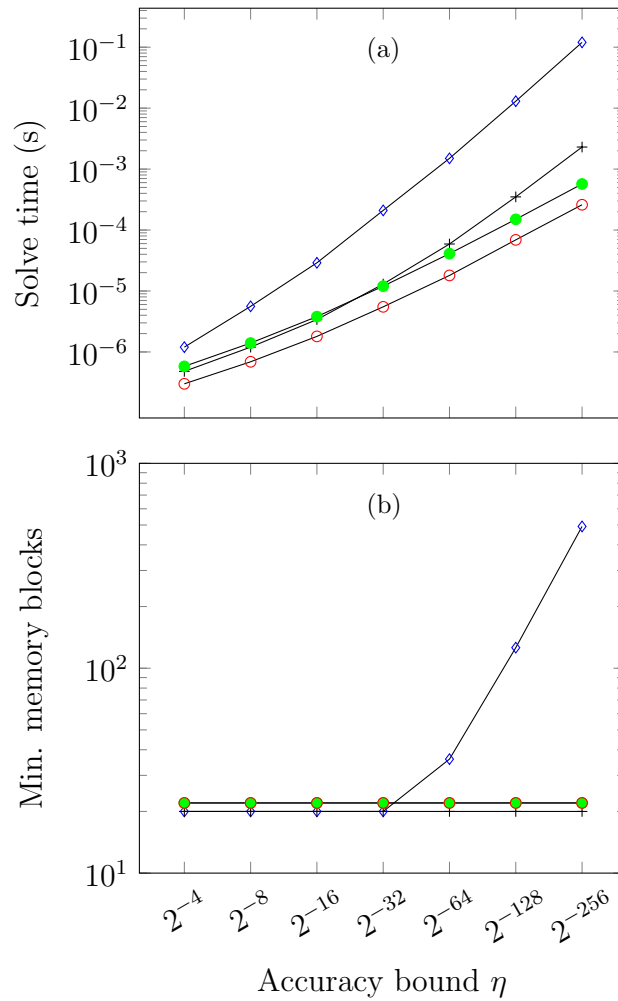 (a)
10^{-1}
10^{-2}
10^{-3}
10^{-4}
10^{-5}
10^{-6}
Solve time (s)
(b)
10^3
10^2
10^1
Min. memory blocks
2^{-4} 2^{-8} 2^{-16} 2^{-32} 2^{-64} 2^{-128} 2^{-256}
Accuracy bound η